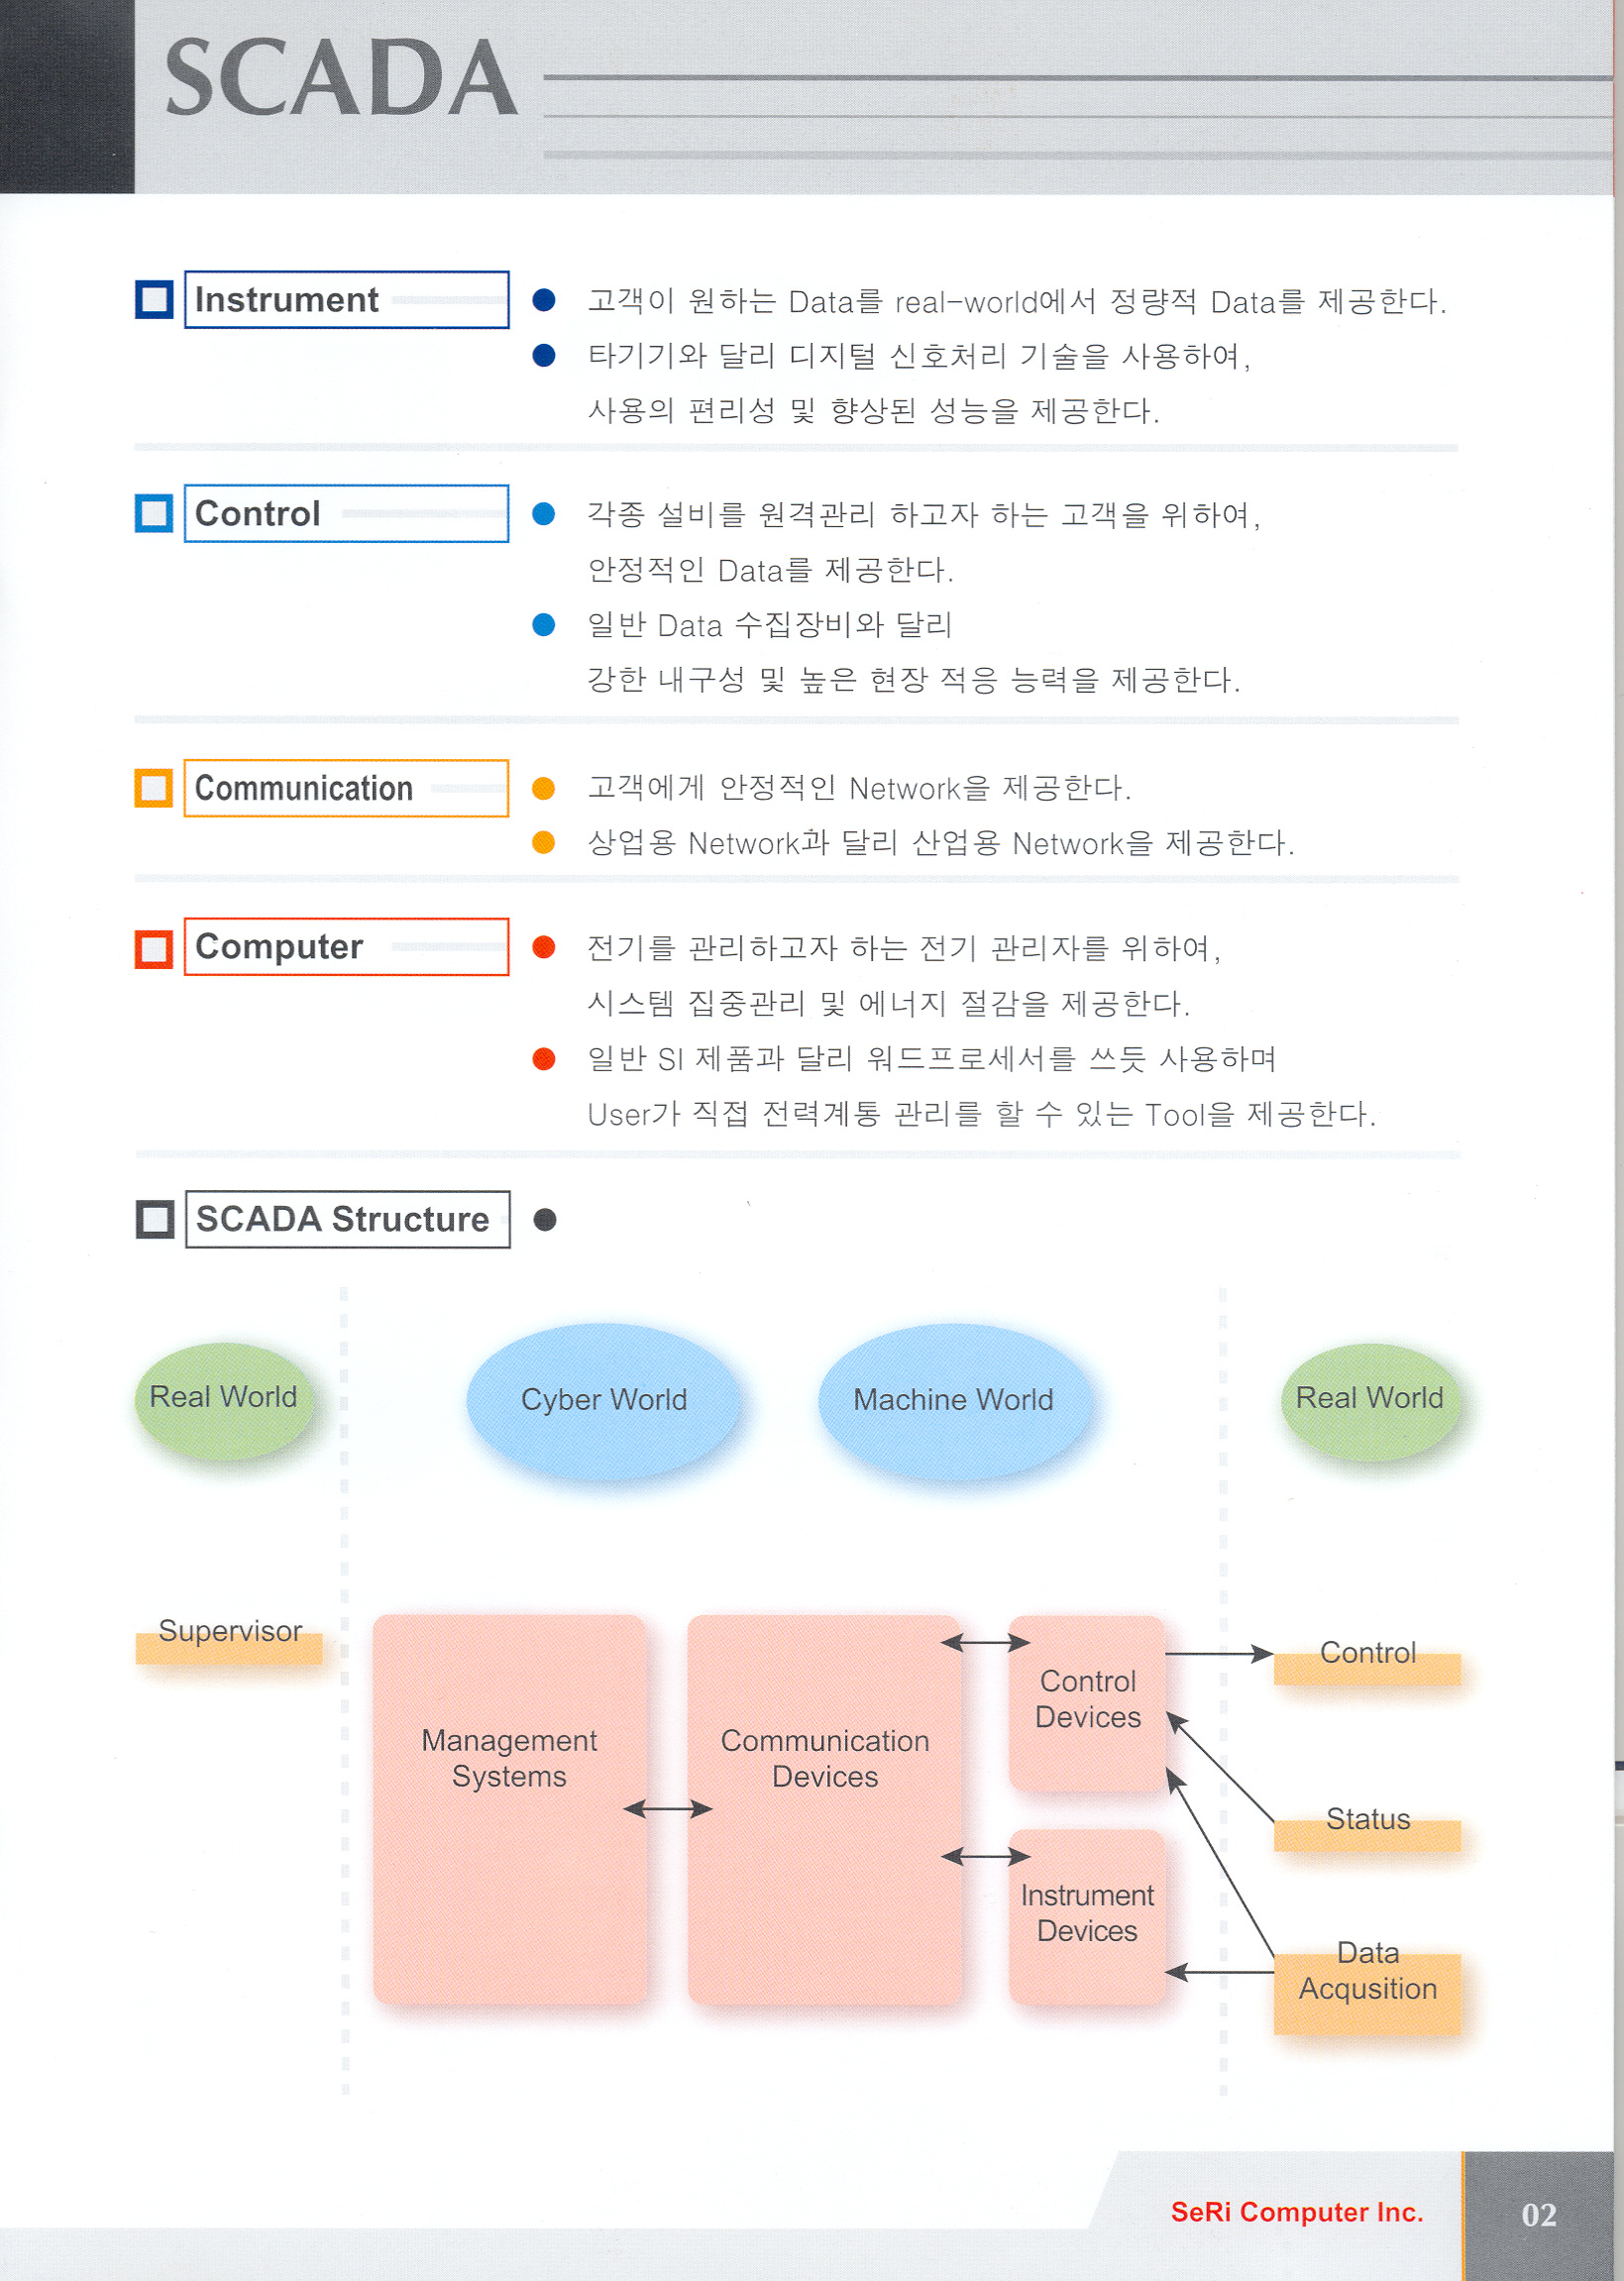 SCADA
Instrument
고객이 원하는 Data를 real-world에서 정량적 Data를 제공한다.
타기기와 달리 디지털 신호처리 기술을 사용하여,
사용의 편리성 및 향상된 성능을 제공한다.
Control
각종 설비를 원격관리 하고자 하는 고객을 위하여,
안정적인 Data를 제공한다.
일반 Data 수집장비와 달리
강한 내구성 및 높은 현장 적응 능력을 제공한다.
Communication
고객에게 안정적인 Network을 제공한다.
상업용 Network과 달리 산업용 Network을 제공한다.
Computer
전기를 관리하고자 하는 전기 관리자를 위하여,
시스템 집중관리 및 에너지 절감을 제공한다.
일반 SI 제품과 달리 워드프로세서를 쓰듯 사용하며
User가 직접 전력계통 관리를 할 수 있는 Tool을 제공한다.
SCADA Structure
Real World
Cyber World
Machine World
Real World
Supervisor
Management
Systems
Communication
Devices
Control
Devices
Instrument
Devices
Control
Status
Data
Acqusition
SeRi Computer Inc.
02